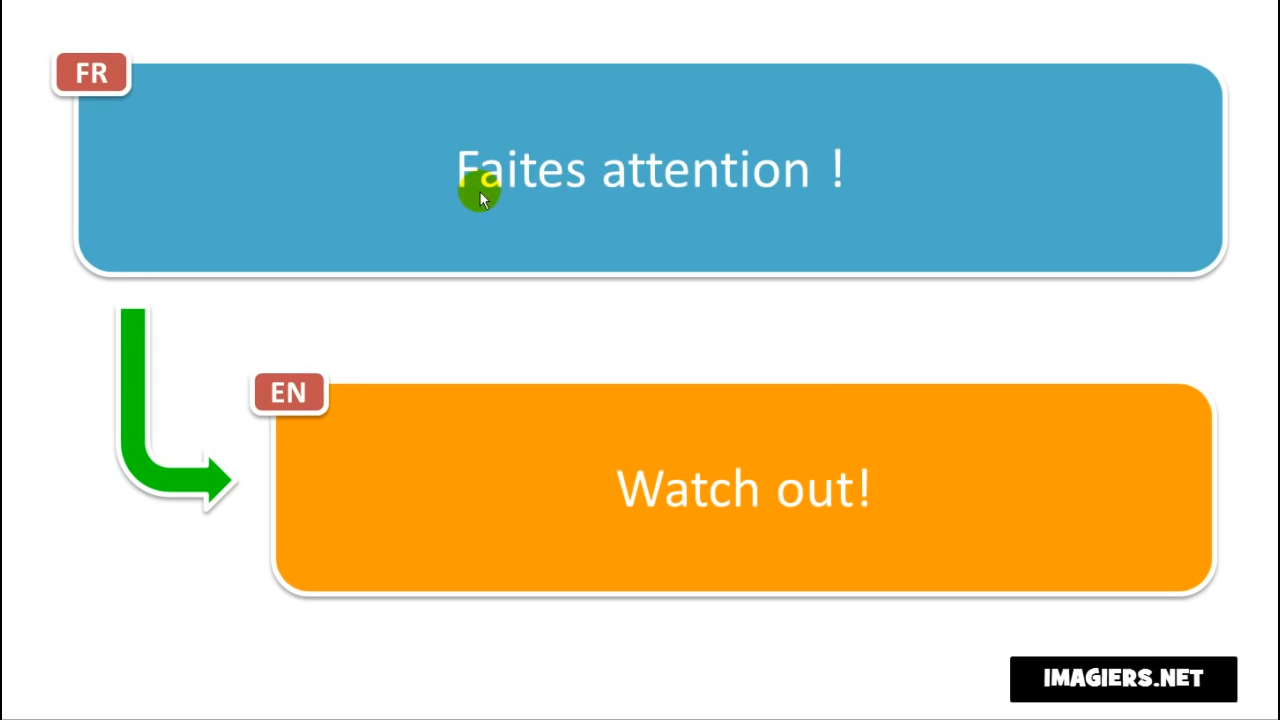 FR
Faites attention !
EN
Watch out!
IMAGIERS.NET